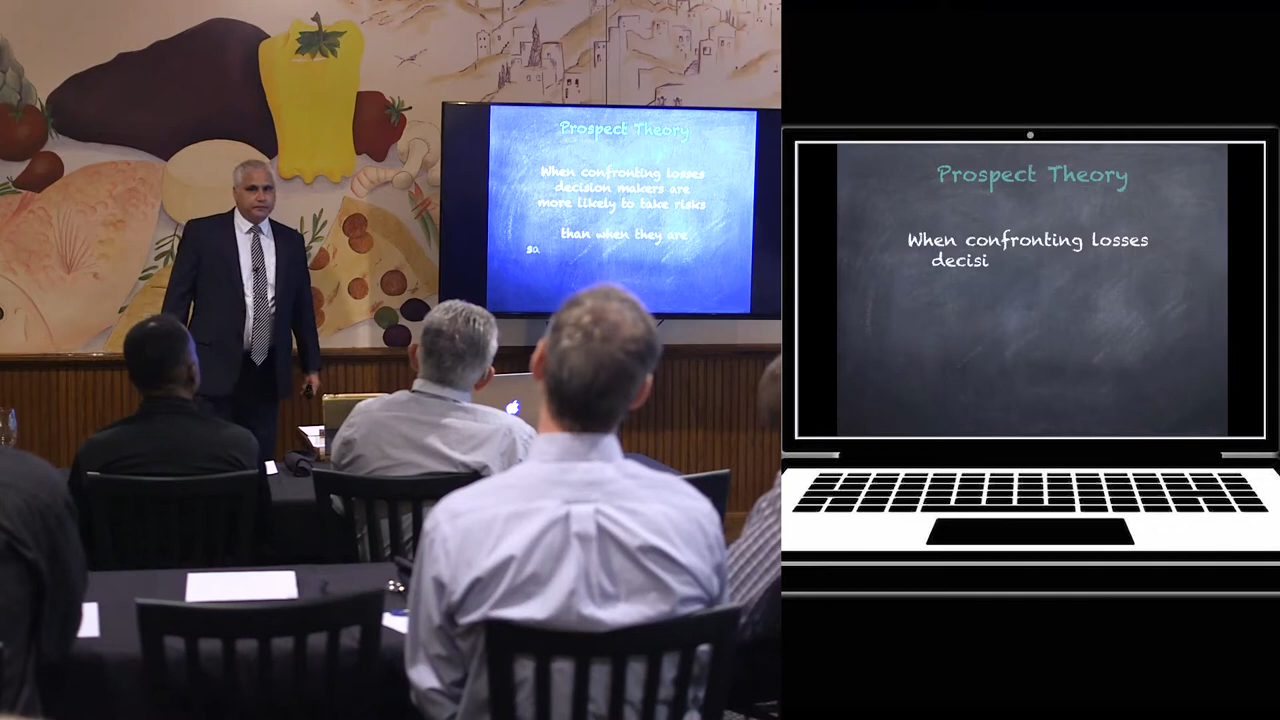 Prospect Theory
When confronting losses
decision makers are
more likely to take risks
than when they are
sa
Prospect Theory
When confronting losses
decisi